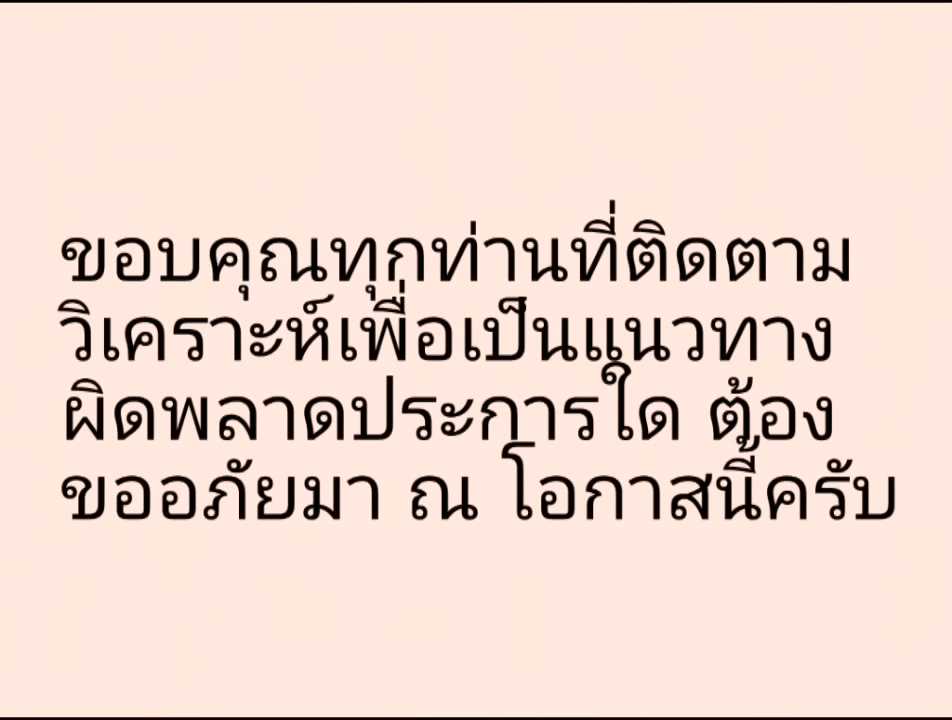 ขอบคุณทุกท่านที่ติดตาม
วิเคราะห์เพื่อเป็นแนวทาง
ผิดพลาดประการใด ต้อง
ขออภัยมา ณ โอกาสนี้ครับ